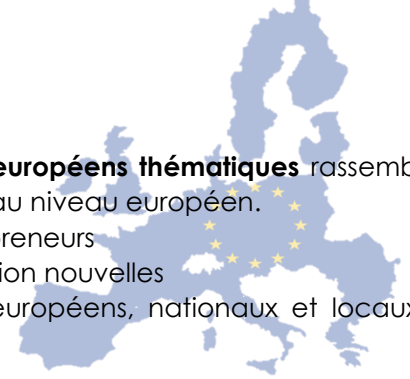 européens thématiques rassemb
au niveau européen.
preneurs
ion nouvelles
européens, nationaux et locaux